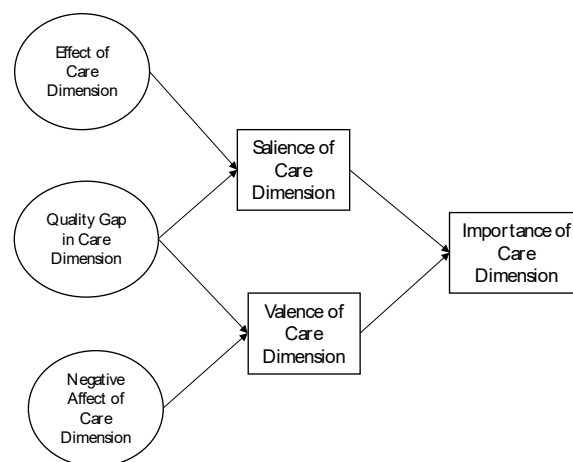 Effect of
Care
Dimension
Salience of
Care
Dimension
Quality Gap
in Care
Dimension
Importance of
Care
Dimension
Valence of
Care
Dimension
Negative
Affect of
Care
Dimension